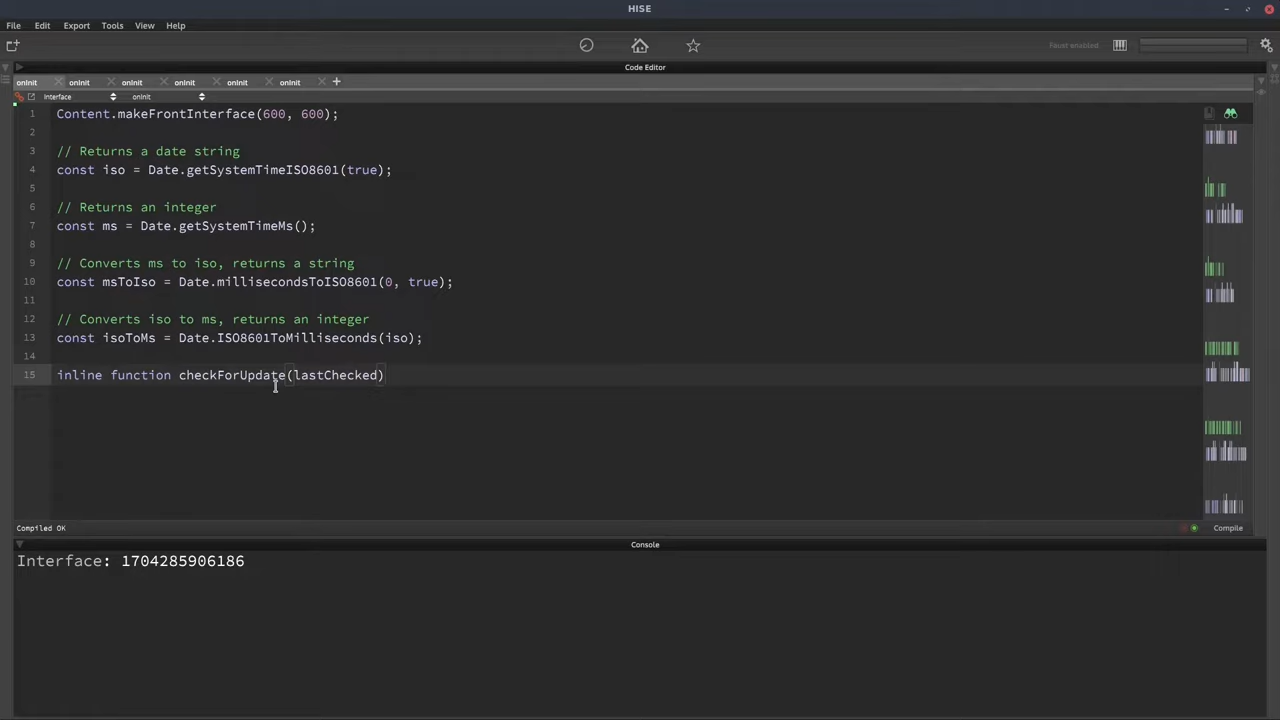 HISE
File Edit Export Tools View Help
Faust enabled
Code Editor
onInit onInit onInit onInit onInit onInit +
Interface onInit
1 Content.makeFrontInterface(600, 600);
2
3 // Returns a date string
4 const iso = Date.getSystemTimeISO8601(true);
5
6 // Returns an integer
7 const ms = Date.getSystemTimeMs();
8
9 // Converts ms to iso, returns a string
10 const msToIso = Date.millisecondsToISO8601(0, true);
11
12 // Converts iso to ms, returns an integer
13 const isoToMs = Date.ISO8601ToMilliseconds(iso);
14
15 inline function checkForUpdate(lastChecked)
Compiled OK Compile
Console
Interface: 1704285906186